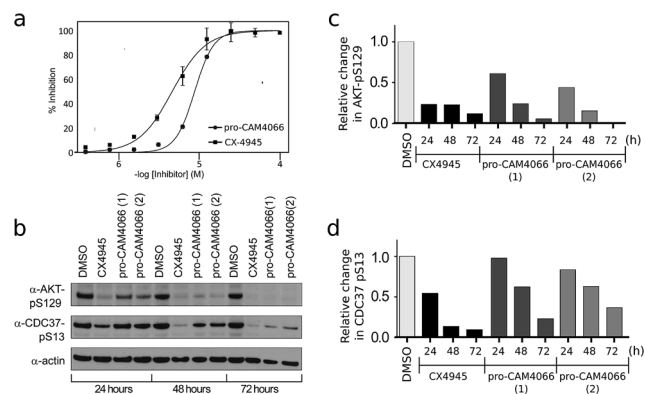 a
% Inhibition
100
80
60
40
20
0
pro-CAM4066
CX-4945
6
5
4
-log [Inhibitor] (M)
b
DMSO
CX4945
pro-CAM4066 (1)
pro-CAM4066 (2)
DMSO
CX4945
pro-CAM4066 (1)
pro-CAM4066 (2)
DMSO
CX4945
pro-CAM4066(1)
pro-CAM4066(2)
α-AKT-
pS129
α-CDC37-
pS13
α-actin
24 hours
48 hours
72 hours
c
Relative change
in AKT-pS129
1.0
0.5
0.0
DMSO
24 48 72 24 48 72 24 48 72 (h)
CX4945
pro-CAM4066
(1)
pro-CAM4066
(2)
d
Relative change
in CDC37 pS13
1.0
0.5
0.0
DMSO
24 48 72 24 48 72 24 48 72 (h)
CX4945
pro-CAM4066
(1)
pro-CAM4066
(2)